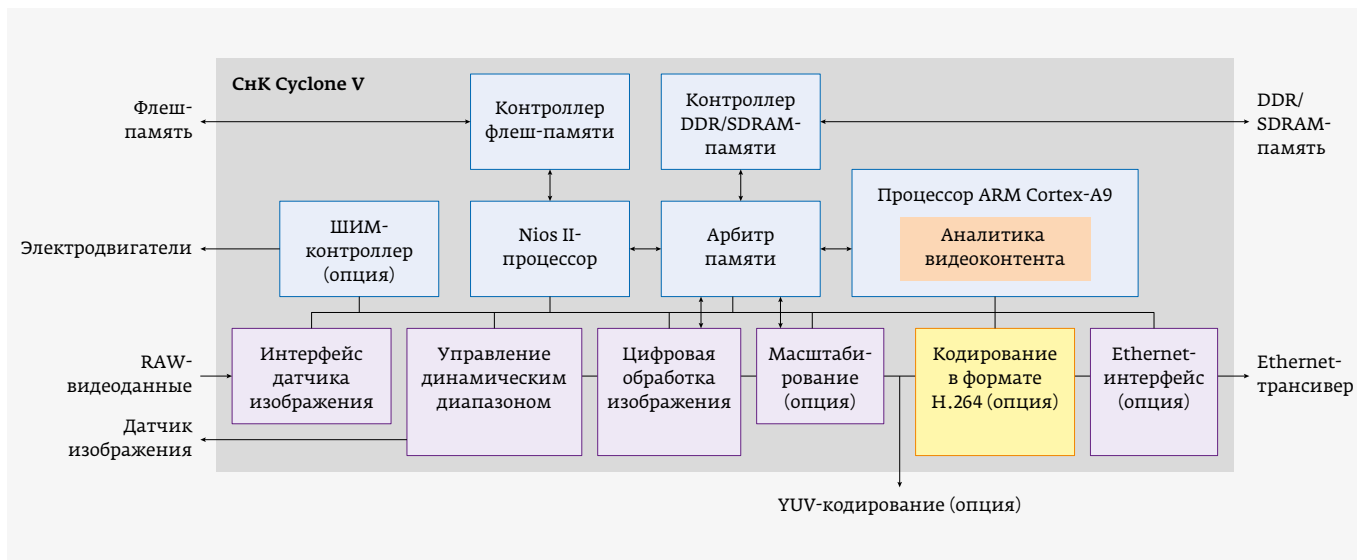 СнК Cyclone V
Флеш-
память
Контроллер
флеш-памяти
Контроллер
DDR/SDRAM-
памяти
DDR/
SDRAM-
память
Процессор ARM Cortex-A9
Аналитика
видеоконтента
Электродвигатели
ШИМ-
контроллер
(опция)
Nios II-
процессор
Арбитр
памяти
RAW-
видеоданные
Интерфейс
датчика
изображения
Управление
динамическим
диапазоном
Цифровая
обработка
изображения
Масштаби-
рование
(опция)
Кодирование
в формате
H.264 (опция)
Ethernet-
интерфейс
(опция)
Ethernet-
трансивер
Датчик
изображения
YUV-кодирование (опция)